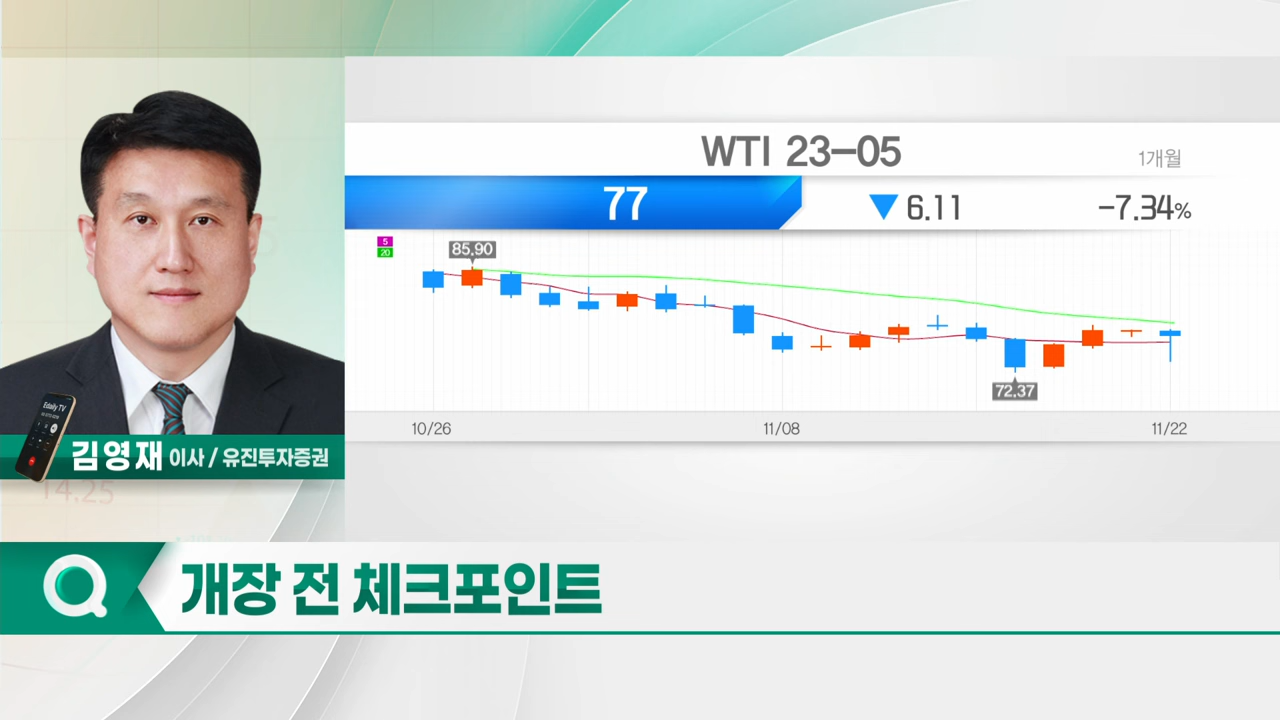 WTI 23-05
1개월
77
▼ 6.11
-7.34%
5
20
85.90
72.37
10/26
11/08
11/22
Edaily TV
김영재 이사 / 유진투자증권
14.25
개장 전 체크포인트